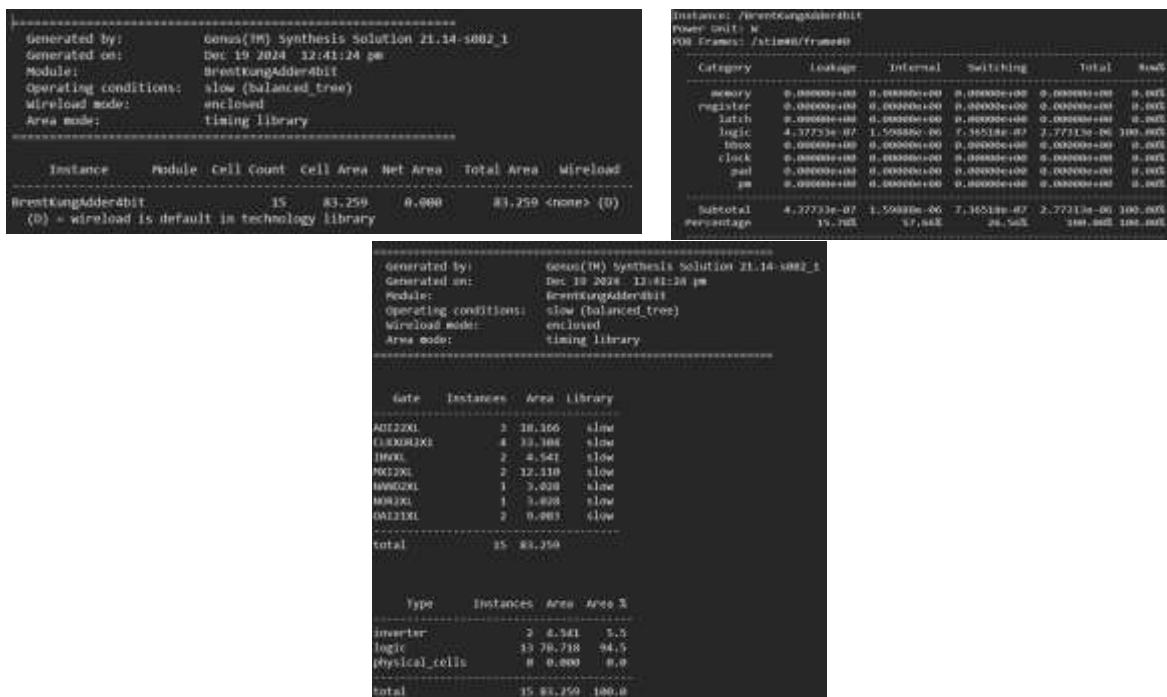 Generated by: Genus(TM) Synthesis Solution 21.14-s082_1
Generated on: Dec 19 2024 12:41:24 pm
Module: BrentKungAdder4bit
Operating conditions: slow (balanced_tree)
Wireload mode: enclosed
Area mode: timing library
Instance Module Cell Count Cell Area Net Area Total Area Wireload
BrentKungAdder4bit 15 83.259 0.000 83.259 <none> (D)
(D) = wireload is default in technology library
Instance: /BrentKungAdder4bit
Power Unit: W
PDB Frames: /stim#0/frame#0
Category Leakage Internal Switching Total Row%
memory 0.00000e+00 0.00000e+00 0.00000e+00 0.00000e+00 0.00%
register 0.00000e+00 0.00000e+00 0.00000e+00 0.00000e+00 0.00%
latch 0.00000e+00 0.00000e+00 0.00000e+00 0.00000e+00 0.00%
logic 4.37733e-07 1.59880e-06 7.36518e-07 2.77313e-06 100.00%
bbox 0.00000e+00 0.00000e+00 0.00000e+00 0.00000e+00 0.00%
clock 0.00000e+00 0.00000e+00 0.00000e+00 0.00000e+00 0.00%
pad 0.00000e+00 0.00000e+00 0.00000e+00 0.00000e+00 0.00%
pm 0.00000e+00 0.00000e+00 0.00000e+00 0.00000e+00 0.00%
Subtotal 4.37733e-07 1.59880e-06 7.36518e-07 2.77313e-06 100.00%
Percentage 15.78% 57.66% 26.56% 100.00% 100.00%
Generated by: Genus(TM) Synthesis Solution 21.14-s082_1
Generated on: Dec 19 2024 12:41:24 pm
Module: BrentKungAdder4bit
Operating conditions: slow (balanced_tree)
Wireload mode: enclosed
Area mode: timing library
Gate Instances Area Library
AOI22XL 3 18.166 slow
CLKXOR2X1 4 33.304 slow
INVXL 2 4.541 slow
MXI2XL 2 12.110 slow
NAND2XL 1 3.028 slow
NOR2XL 1 3.028 slow
OAI21XL 2 9.083 slow
total 15 83.259
Type Instances Area Area %
inverter 2 4.541 5.5
logic 13 78.718 94.5
physical_cells 0 0.000 0.0
total 15 83.259 100.0